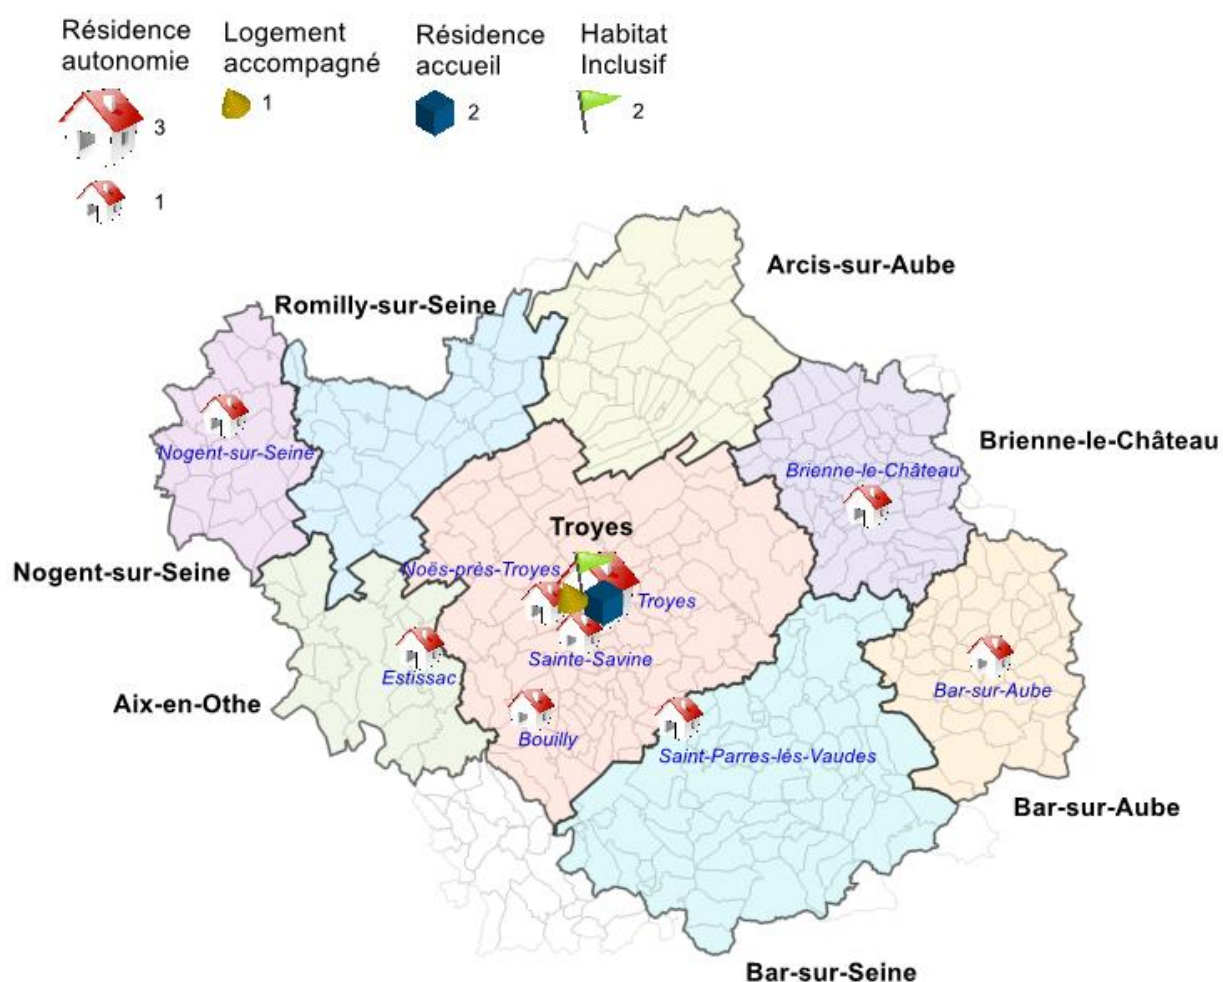 Résidence
autonomie
3
1
Logement
accompagné
1
Résidence
accueil
2
Habitat
Inclusif
2
Arcis-sur-Aube
Romilly-sur-Seine
Brienne-le-Château
Nogent-sur-Seine
Brienne-le-Château
Troyes
Nogent-sur-Seine
Noës-près-Troyes
Troyes
Sainte-Savine
Estissac
Bar-sur-Aube
Aix-en-Othe
Bouilly
Saint-Parres-lès-Vaudes
Bar-sur-Aube
Bar-sur-Seine